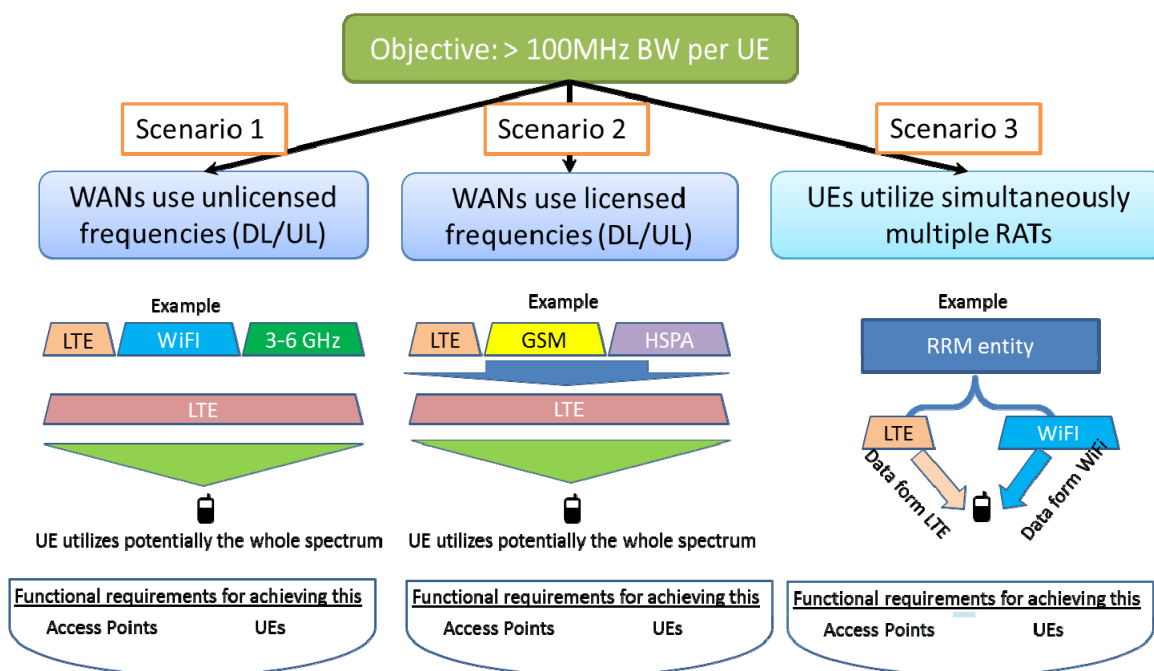 Objective: > 100MHz BW per UE
Scenario 1
Scenario 2
Scenario 3
WANs use unlicensed
frequencies (DL/UL)
WANs use licensed
frequencies (DL/UL)
UEs utilize simultaneously
multiple RATs
Example
LTE
WiFI
3-6 GHz
LTE
UE utilizes potentially the whole spectrum
Example
LTE
GSM
HSPA
LTE
UE utilizes potentially the whole spectrum
Example
RRM entity
LTE
WiFI
Data form LTE
Data form WiFi
Functional requirements for achieving this
Access Points UEs
Functional requirements for achieving this
Access Points UEs
Functional requirements for achieving this
Access Points UEs